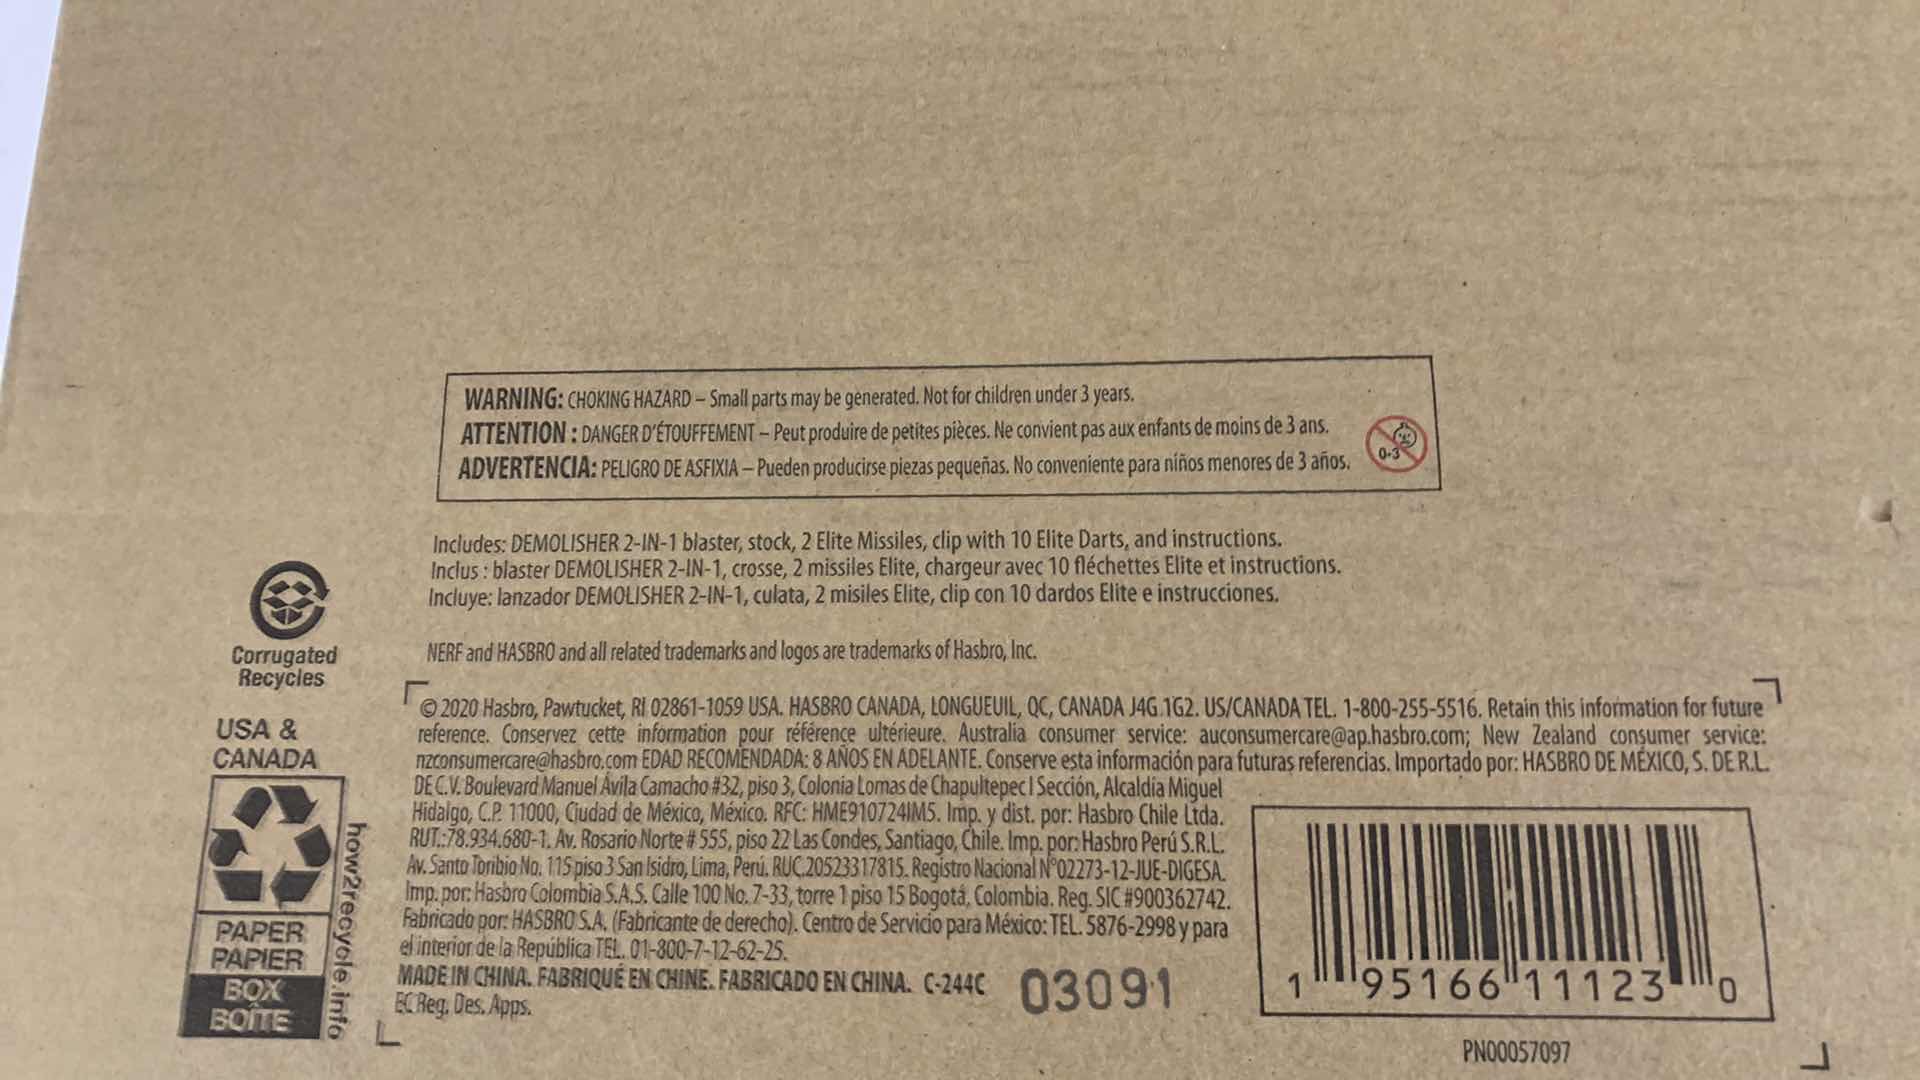 WARNING: CHOKING HAZARD – Small parts may be generated. Not for children under 3 years.
ATTENTION : DANGER D'ÉTOUFFEMENT – Peut produire de petites pièces. Ne convient pas aux enfants de moins de 3 ans.
ADVERTENCIA: PELIGRO DE ASFIXIA – Pueden producirse piezas pequeñas. No conveniente para niños menores de 3 años.
0-3
Includes: DEMOLISHER 2-IN-1 blaster, stock, 2 Elite Missiles, clip with 10 Elite Darts, and instructions.
Inclus : blaster DEMOLISHER 2-IN-1, crosse, 2 missiles Elite, chargeur avec 10 fléchettes Elite et instructions.
Incluye: lanzador DEMOLISHER 2-IN-1, culata, 2 misiles Elite, clip con 10 dardos Elite e instrucciones.
NERF and HASBRO and all related trademarks and logos are trademarks of Hasbro, Inc.
Corrugated
Recycles
USA &
CANADA
PAPER
PAPIER
BOX
BOÎTE
how2recycle.info
© 2020 Hasbro, Pawtucket, RI 02861-1059 USA. HASBRO CANADA, LONGUEUIL, QC, CANADA J4G 1G2. US/CANADA TEL. 1-800-255-5516. Retain this information for future
reference. Conservez cette information pour référence ultérieure. Australia consumer service: auconsumercare@ap.hasbro.com; New Zealand consumer service:
nzconsumercare@hasbro.com EDAD RECOMENDADA: 8 AÑOS EN ADELANTE. Conserve esta información para futuras referencias. Importado por: HASBRO DE MÉXICO, S. DE R.L.
DE C.V. Boulevard Manuel Ávila Camacho #32, piso 3, Colonia Lomas de Chapultepec I Sección, Alcaldía Miguel
Hidalgo, C.P. 11000, Ciudad de México, México. RFC: HME910724IM5. Imp. y dist. por: Hasbro Chile Ltda.
RUT.:78.934.680-1. Av. Rosario Norte # 555, piso 22 Las Condes, Santiago, Chile. Imp. por: Hasbro Perú S.R.L.
Av. Santo Toribio No. 115 piso 3 San Isidro, Lima, Perú. RUC.20523317815. Registro Nacional N°02273-12-JUE-DIGESA.
Imp. por: Hasbro Colombia S.A.S. Calle 100 No. 7-33, torre 1 piso 15 Bogotá, Colombia. Reg. SIC #900362742.
Fabricado por: HASBRO S.A. (Fabricante de derecho). Centro de Servicio para México: TEL. 5876-2998 y para
el interior de la República TEL. 01-800-7-12-62-25.
MADE IN CHINA. FABRIQUÉ EN CHINE. FABRICADO EN CHINA. C-244C
EC Reg. Des. Apps.
03091
1 95166 11123 0
PN00057097